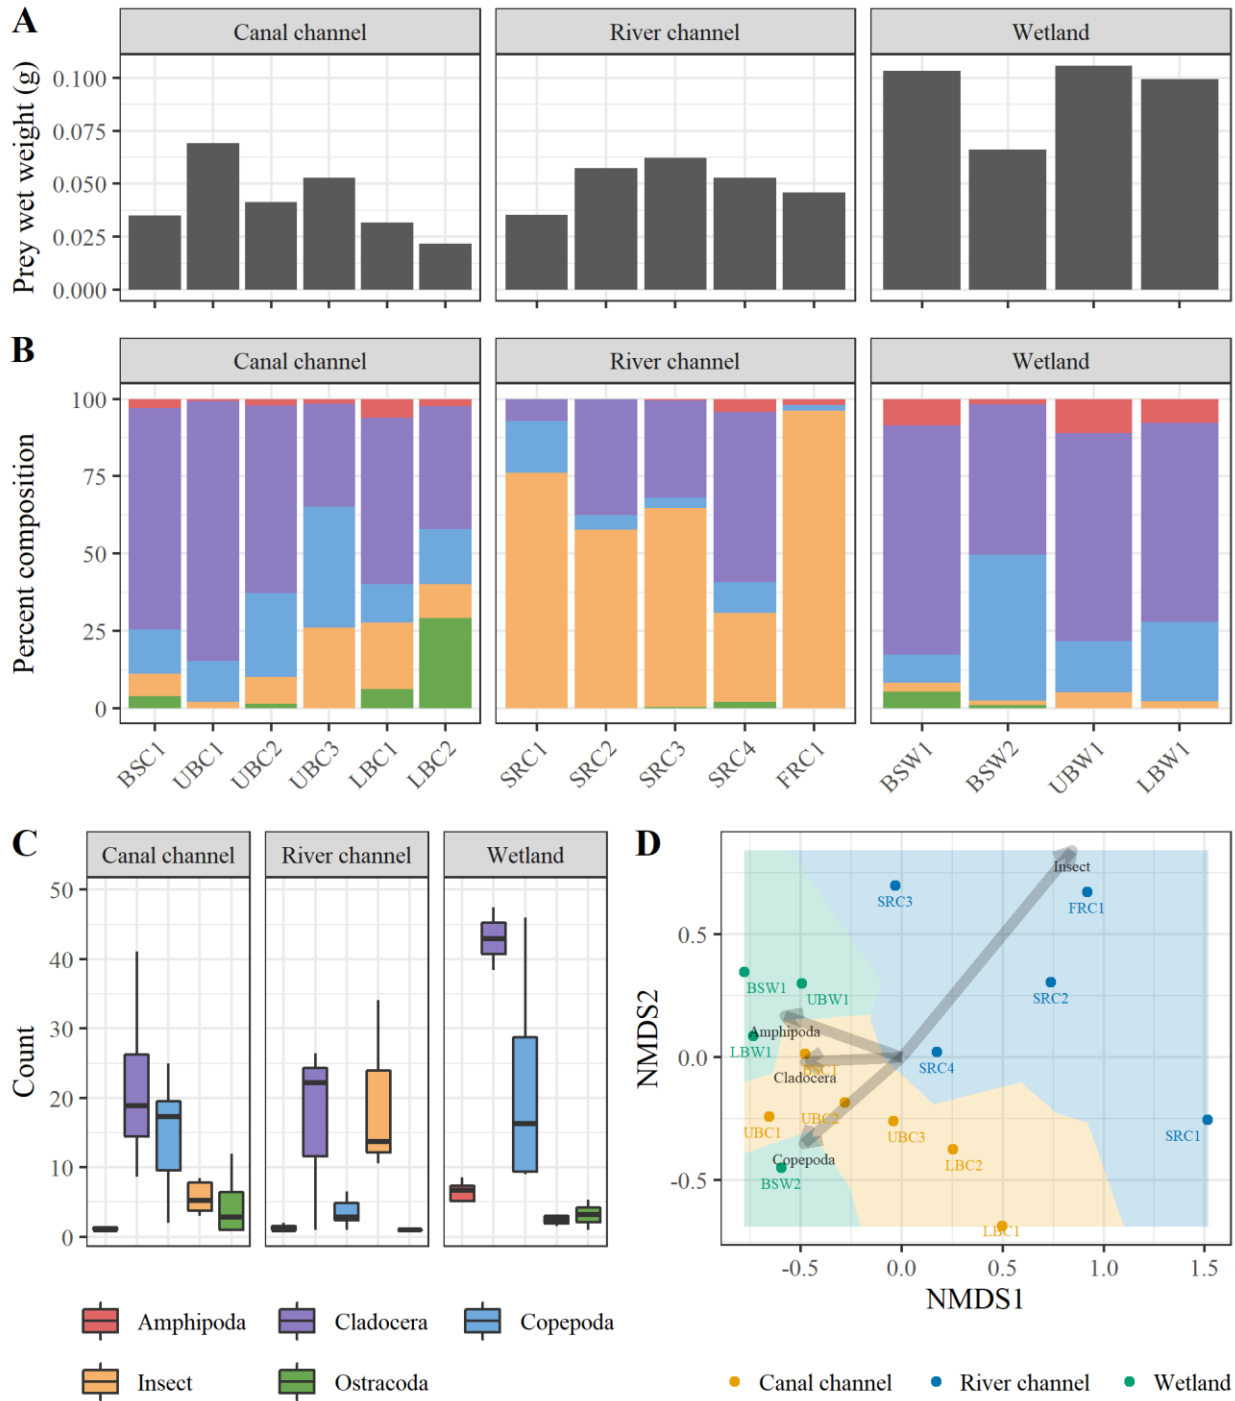 A
Canal channel
River channel
Wetland
Prey wet weight (g)
0.100
0.075
0.050
0.025
0.000
B
Canal channel
River channel
Wetland
Percent composition
100
75
50
25
0
BSC1
UBC1
UBC2
UBC3
LBC1
LBC2
SRC1
SRC2
SRC3
SRC4
FRC1
BSW1
BSW2
UBW1
LBW1
C
Canal channel
River channel
Wetland
Count
50
40
30
20
10
0
Amphipoda
Cladocera
Copepoda
Insect
Ostracoda
D
NMDS2
0.5
0.0
-0.5
Insect
SRC3
FRC1
BSW1
UBW1
SRC2
Amphipoda
LBW1
BSC1
SRC4
Cladocera
UBC1
UBC2
UBC3
SRC1
Copepoda
LBC2
BSW2
LBC1
-0.5
0.0
0.5
1.0
1.5
NMDS1
Canal channel
River channel
Wetland